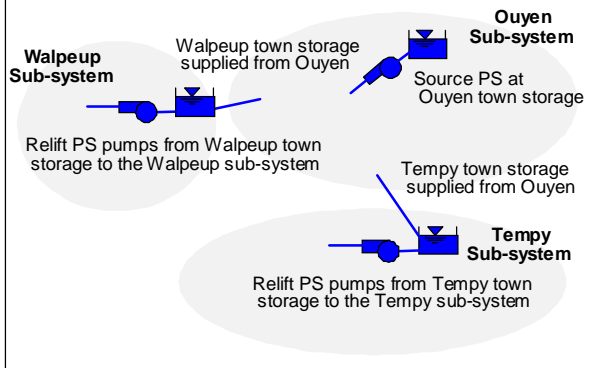 Ouyen
Sub-system
Walpeup
Sub-system
Walpeup town storage
supplied from Ouyen
Source PS at
Ouyen town storage
Relift PS pumps from Walpeup town
storage to the Walpeup sub-system
Tempy town storage
supplied from Ouyen
Tempy
Sub-system
Relift PS pumps from Tempy town
storage to the Tempy sub-system